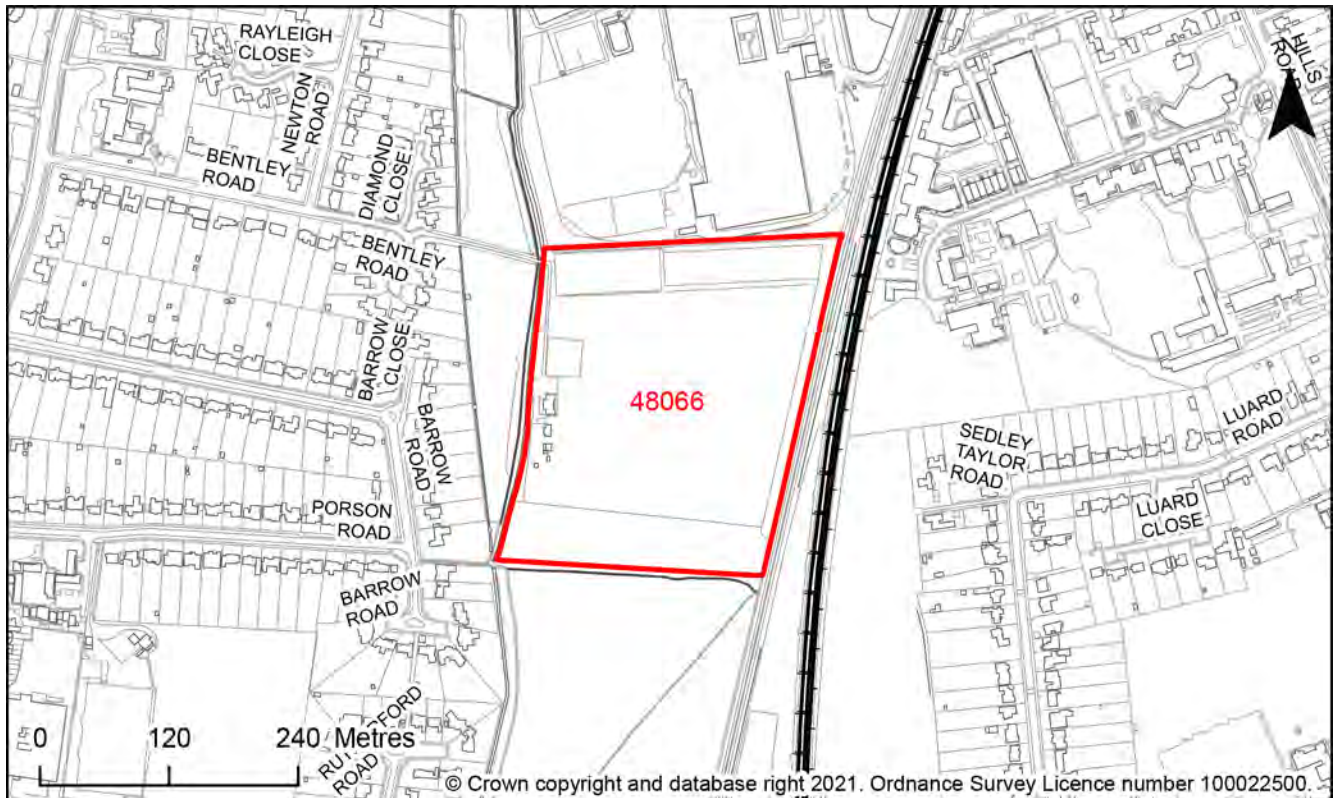 RAYLEIGH
CLOSE
NEWTON
ROAD
HILLS
ROAD
BENTLEY
ROAD
DIAMOND
CLOSE
BENTLEY
ROAD
BARROW
CLOSE
48066
BARROW
ROAD
SEDLEY
TAYLOR
ROAD
LUARD
ROAD
PORSON
ROAD
LUARD
CLOSE
BARROW
ROAD
ROAD
0 120 240 Metres
© Crown copyright and database right 2021. Ordnance Survey Licence number 100022500.